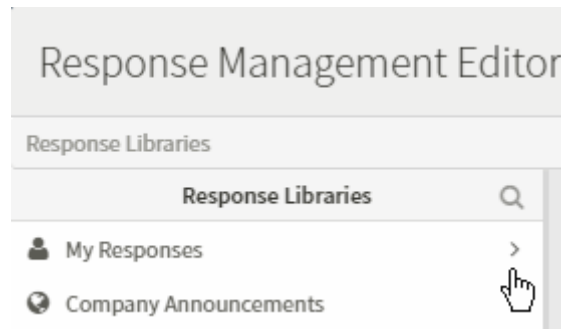 Response Management Editor
Response Libraries
Response Libraries
My Responses
Company Announcements